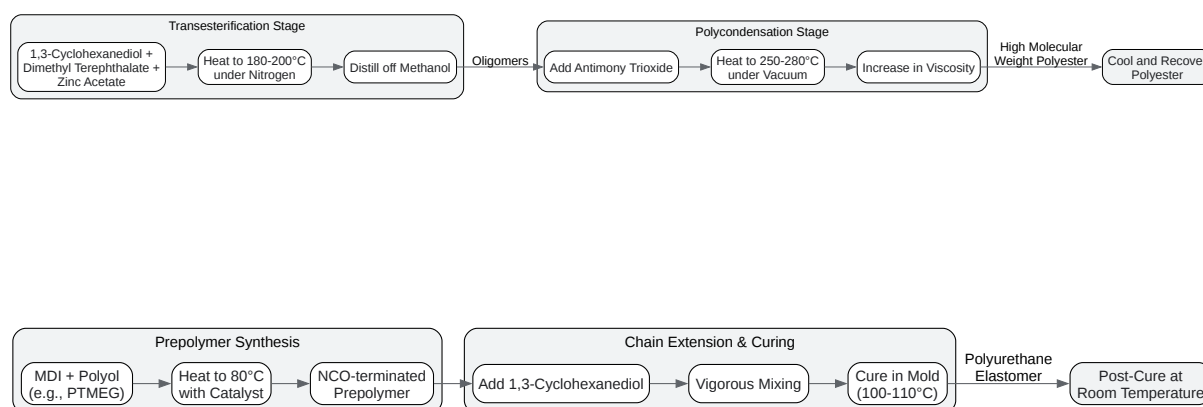 Transesterification Stage
1,3-Cyclohexanediol +
Dimethyl Terephthalate +
Zinc Acetate
Heat to 180-200°C
under Nitrogen
Distill off Methanol
Oligomers
Polycondensation Stage
Add Antimony Trioxide
Heat to 250-280°C
under Vacuum
Increase in Viscosity
High Molecular
Weight Polyester
Cool and Recove
Polyester
Prepolymer Synthesis
MDI + Polyol
(e.g., PTMEG)
Heat to 80°C
with Catalyst
NCO-terminated
Prepolymer
Chain Extension & Curing
Add 1,3-Cyclohexanediol
Vigorous Mixing
Cure in Mold
(100-110°C)
Polyurethane
Elastomer
Post-Cure at
Room Temperature